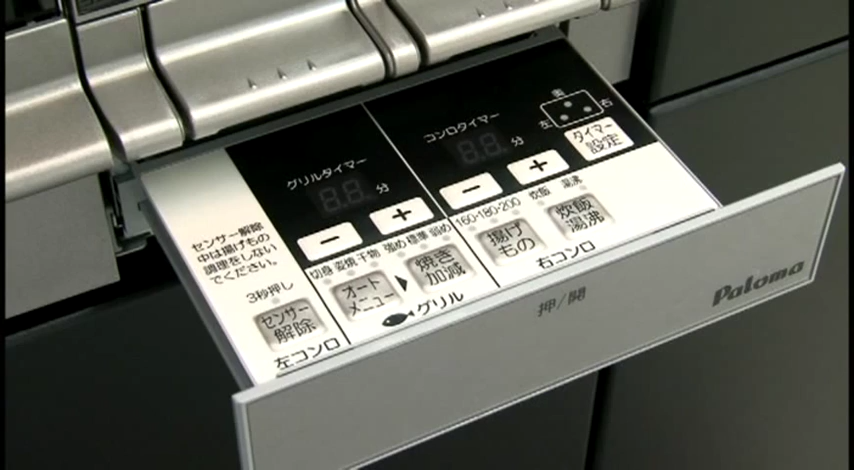 コンロタイマー
分
奥
左
右
タイマー
設定
グリルタイマー
分
−
+
−
+
センサー解除
中は揚げもの
調理をしない
でください。
3秒押し
センサー
解除
左コンロ
切身 姿焼 干物
強め 標準 弱め
オート
メニュー
焼き
加減
グリル
160・180・200
炊飯 湯沸
揚げ
もの
炊飯
湯沸
右コンロ
押/開
Paloma